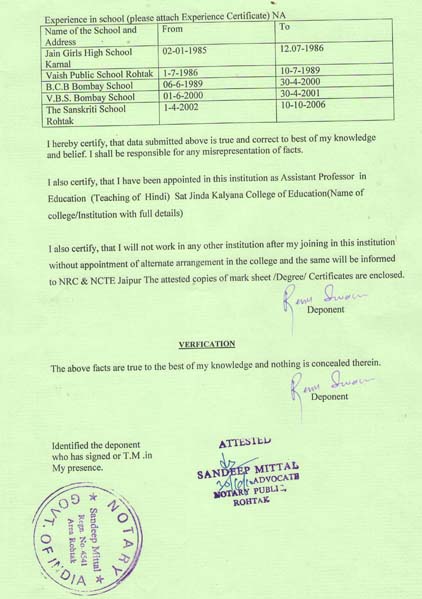 Experience in school (please attach Experience Certificate) NA
Name of the School and Address From To
Jain Girls High School Karnal 02-01-1985 12.07-1986
Vaish Public School Rohtak 1-7-1986 10-7-1989
B.C.B Bombay School 06-6-1989 30-4-2000
V.B.S. Bombay School 01-6-2000 30-4-2001
The Sanskriti School Rohtak 1-4-2002 10-10-2006
I hereby certify, that data submitted above is true and correct to best of my knowledge
and belief. I shall be responsible for any misrepresentation of facts.
I also certify, that I have been appointed in this institution as Assistant Professor in
Education (Teaching of Hindi) Sat Jinda Kalyana College of Education(Name of
college/Institution with full details)
I also certify, that I will not work in any other institution after my joining in this institution
without appointment of alternate arrangement in the college and the same will be informed
to NRC & NCTE Jaipur The attested copies of mark sheet /Degree/ Certificates are enclosed.
Deponent
VERFICATION
The above facts are true to the best of my knowledge and nothing is concealed therein.
Deponent
Identified the deponent
who has signed or T.M .in
My presence.
ATTESTED
SANDEEP MITTAL
ADVOCATE
NOTARY PUBLIC
ROHTAK
NOTARY
Sandeep Mittal
Regn. No. 4541
Area Rohtak
GOVT. OF INDIA